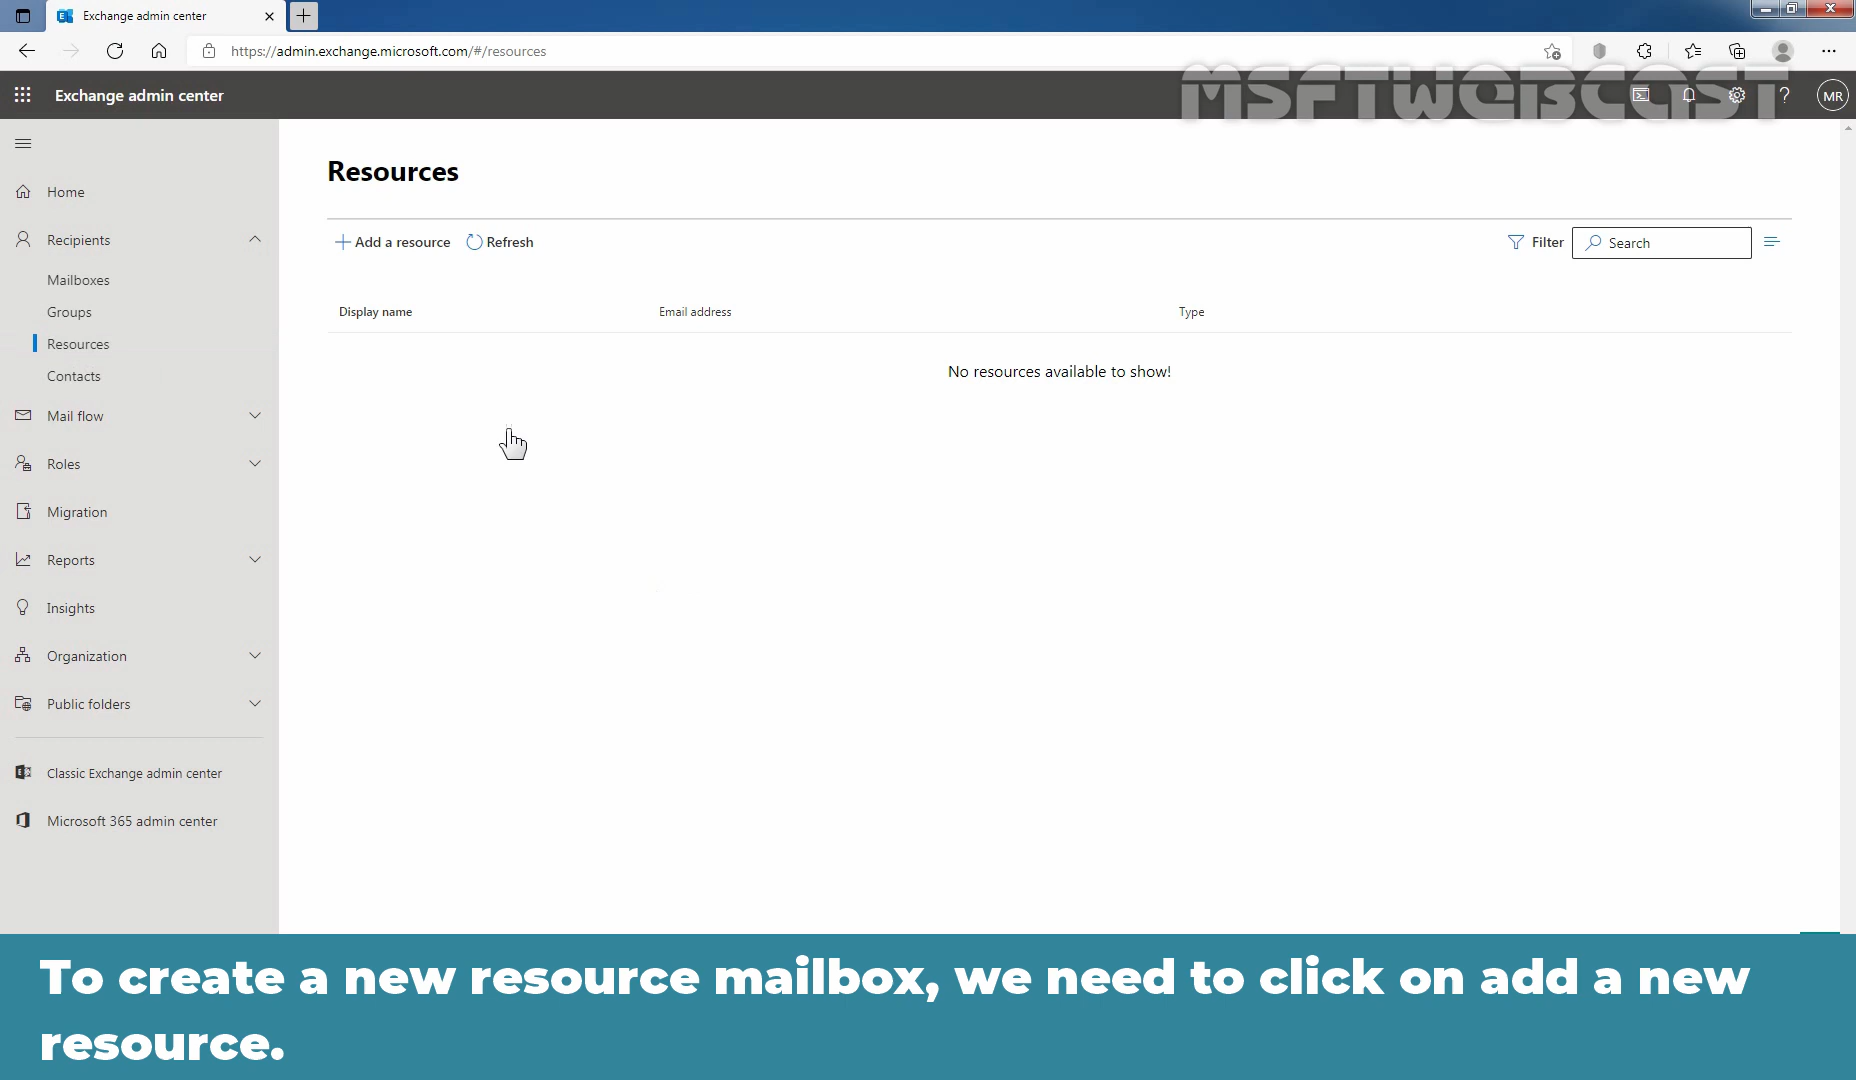 Exchange admin center
https://admin.exchange.microsoft.com/#/resources
MSFTWEBCAST
Exchange admin center
MR
Home
Resources
Recipients
Add a resource
Refresh
Filter
Search
Mailboxes
Groups
Display name
Email address
Type
Resources
Contacts
No resources available to show!
Mail flow
Roles
Migration
Reports
Insights
Organization
Public folders
Classic Exchange admin center
Microsoft 365 admin center
To create a new resource mailbox, we need to click on add a new
resource.